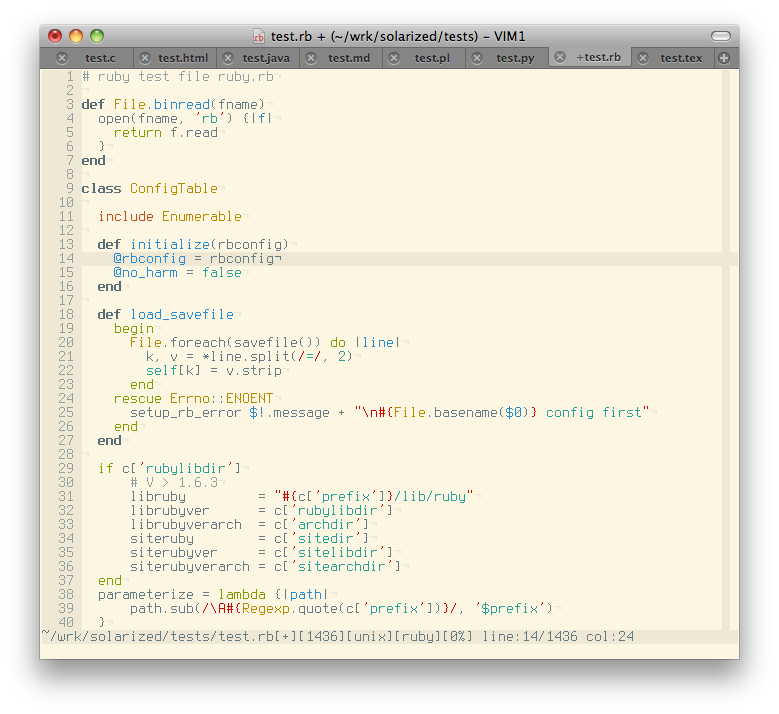 test.rb + (~/wrk/solarized/tests) – VIM1
test.c test.html test.java test.md test.pl test.py +test.rb test.tex
1 # ruby test file ruby.rb¬
2 ¬
3 def File.binread(fname)¬
4   open(fname, 'rb') {|f|¬
5     return f.read¬
6   }¬
7 end¬
8 ¬
9 class ConfigTable¬
10 ¬
11   include Enumerable¬
12 ¬
13   def initialize(rbconfig)¬
14     @rbconfig = rbconfig¬
15     @no_harm = false¬
16   end¬
17 ¬
18   def load_savefile¬
19     begin¬
20       File.foreach(savefile()) do |line|¬
21         k, v = *line.split(/=/, 2)¬
22         self[k] = v.strip¬
23       end¬
24     rescue Errno::ENOENT¬
25       setup_rb_error $!.message + "\n#{File.basename($0)} config first"¬
26     end¬
27   end¬
28 ¬
29   if c['rubylibdir']¬
30       # V > 1.6.3¬
31       libruby         = "#{c['prefix']}/lib/ruby"¬
32       librubyver      = c['rubylibdir']¬
33       librubyverarch  = c['archdir']¬
34       siteruby        = c['sitedir']¬
35       siterubyver     = c['sitelibdir']¬
36       siterubyverarch = c['sitearchdir']¬
37   end¬
38   parameterize = lambda {|path|¬
39       path.sub(/\A#{Regexp.quote(c['prefix'])}/, '$prefix')¬
40   }¬
~/wrk/solarized/tests/test.rb[+][1436][unix][ruby][0%] line:14/1436 col:24